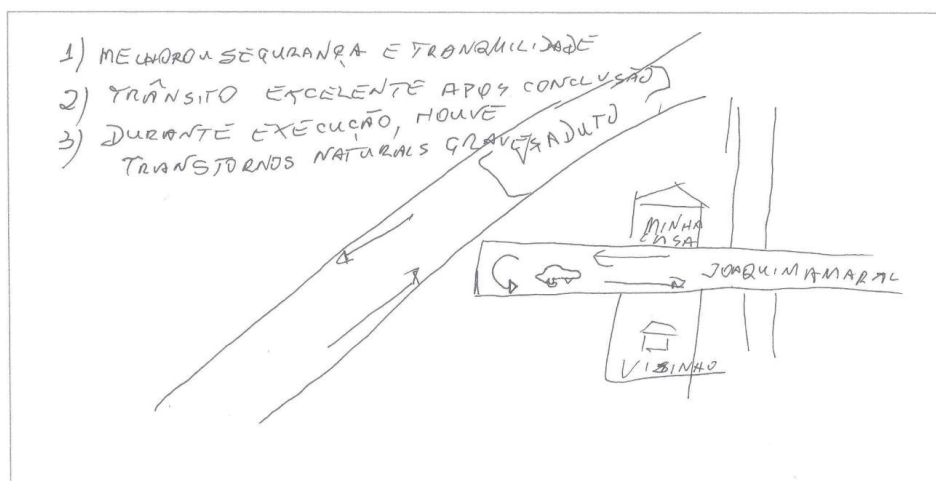 1) MELHOROU SEGURANÇA E TRANQUILIDADE
2) TRÂNSITO EXCELENTE APÓS CONCLUSÃO
3) DURANTE EXECUÇÃO, HOUVE
TRANSTORNOS NATURAIS GRAVES
VIADUTO
MINHA
CASA
JOAQUIM AMARAL
VIZINHO